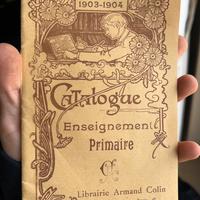 1903-1904
Catalogue
Enseignement
Primaire
Librairie Armand Colin